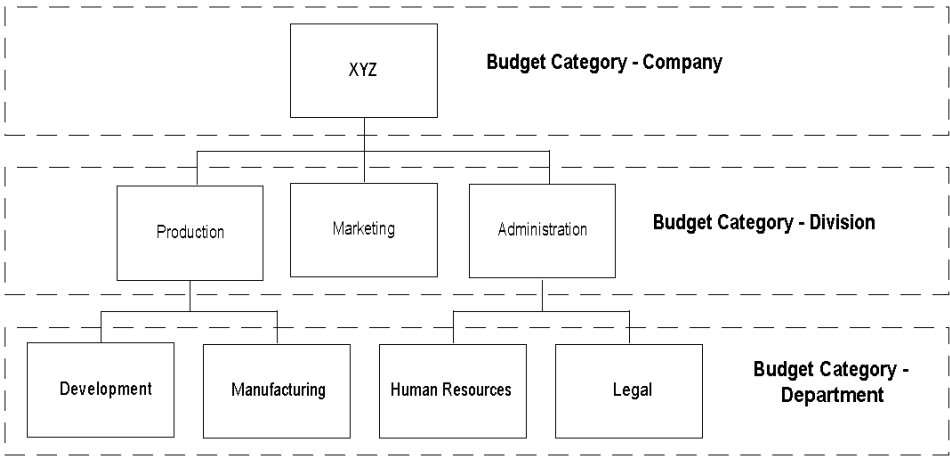 XYZ
Budget Category - Company
Production
Marketing
Administration
Budget Category - Division
Development
Manufacturing
Human Resources
Legal
Budget Category -
Department